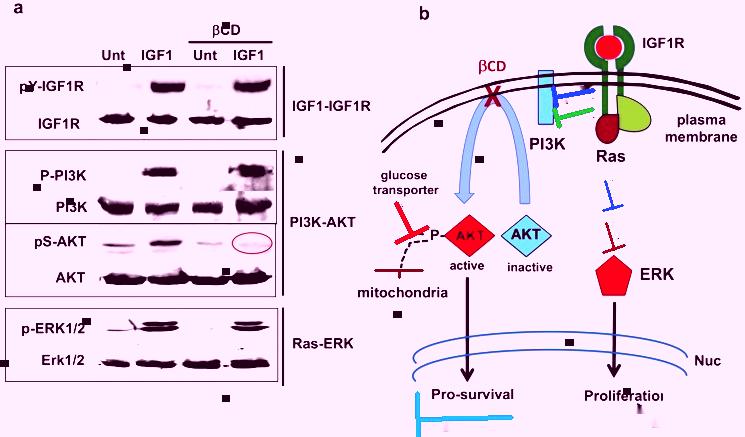 a
βCD
Unt IGF1 Unt IGF1
pY-IGF1R
IGF1R
IGF1-IGF1R
P-PI3K
PI3K
PI3K-AKT
pS-AKT
AKT
p-ERK1/2
Erk1/2
Ras-ERK
b
IGF1R
βCD
PI3K
plasma
membrane
Ras
glucose
transporter
P
AKT
AKT
active
inactive
mitochondria
ERK
Nuc
Pro-survival
Proliferation